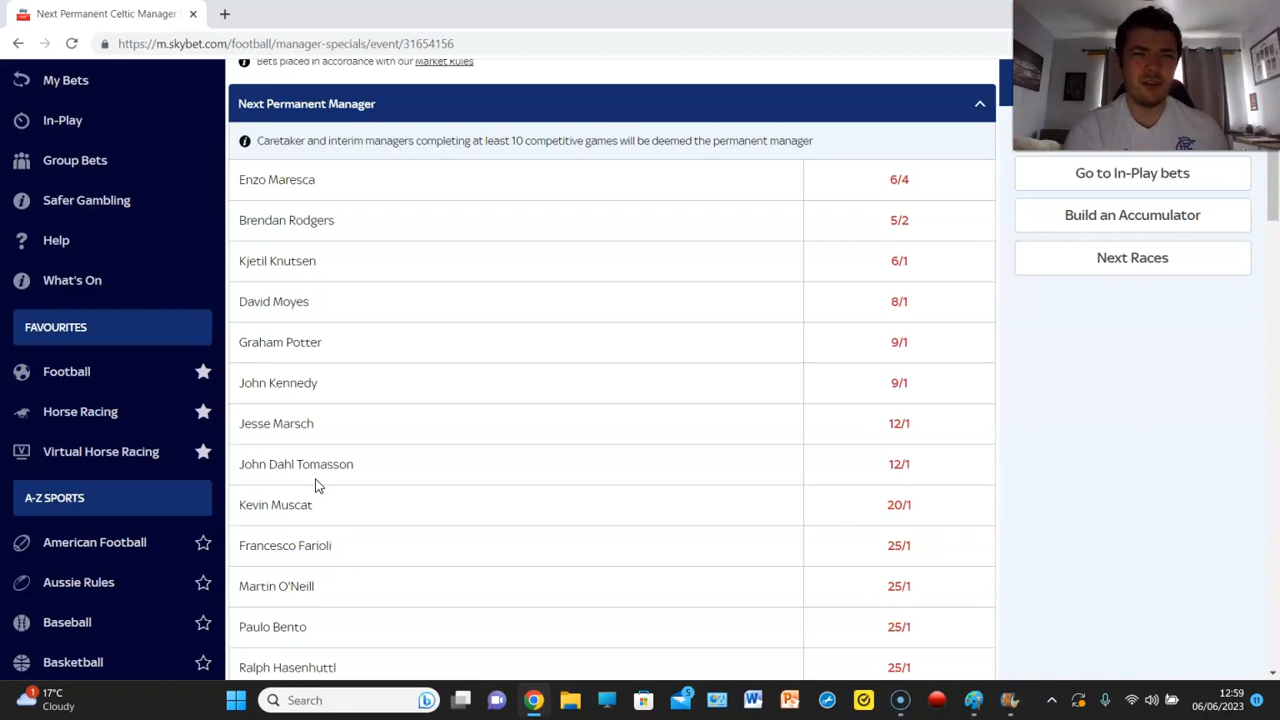 Next Permanent Celtic Manager
https://m.skybet.com/football/manager-specials/event/31654156
My Bets
In-Play
Group Bets
Safer Gambling
Help
What's On
FAVOURITES
Football
Horse Racing
Virtual Horse Racing
A-Z SPORTS
American Football
Aussie Rules
Baseball
Basketball
Bets placed in accordance with our Market Rules
Next Permanent Manager
Caretaker and interim managers completing at least 10 competitive games will be deemed the permanent manager
Enzo Maresca 6/4
Brendan Rodgers 5/2
Kjetil Knutsen 6/1
David Moyes 8/1
Graham Potter 9/1
John Kennedy 9/1
Jesse Marsch 12/1
John Dahl Tomasson 12/1
Kevin Muscat 20/1
Francesco Farioli 25/1
Martin O'Neill 25/1
Paulo Bento 25/1
Ralph Hasenhuttl 25/1
Go to In-Play bets
Build an Accumulator
Next Races
1
17°C
Cloudy
Search
5
12:59
06/06/2023
11